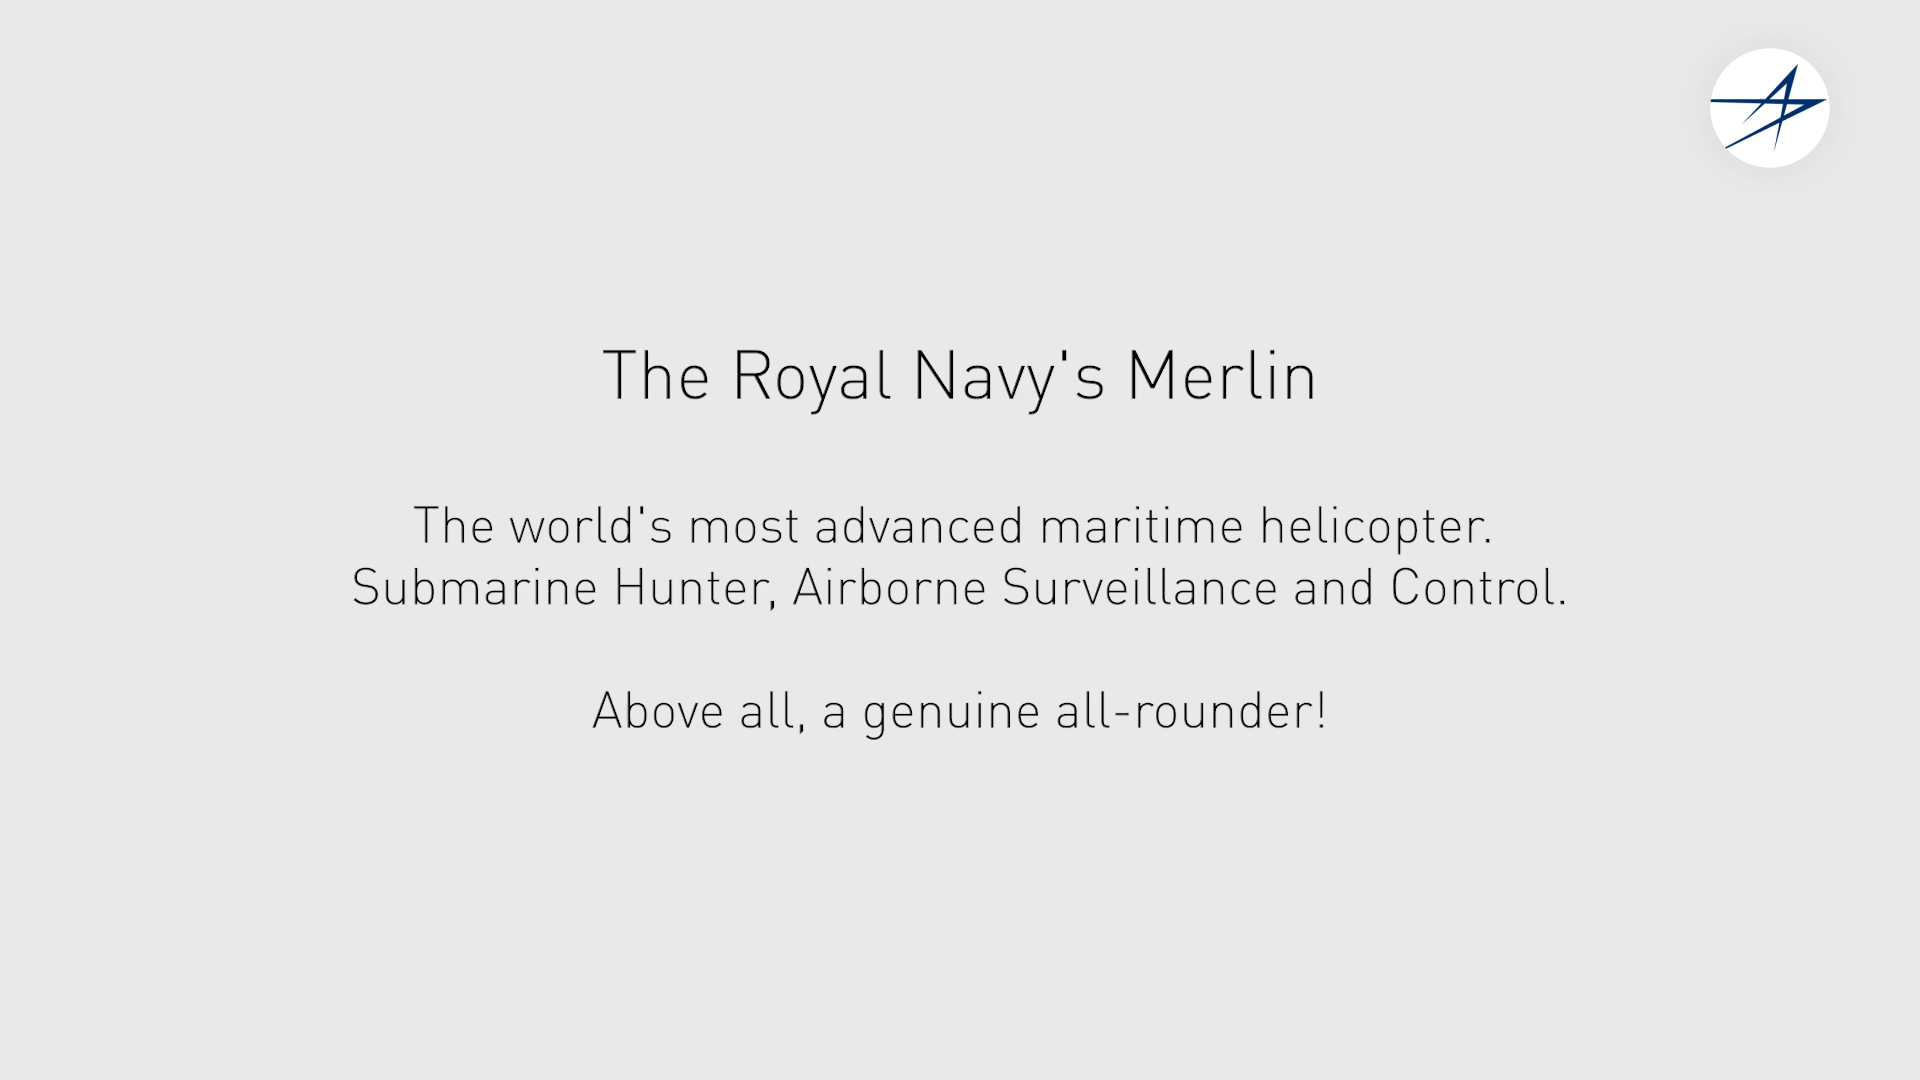 The Royal Navy's Merlin
The world's most advanced maritime helicopter.
Submarine Hunter, Airborne Surveillance and Control.
Above all, a genuine all-rounder!